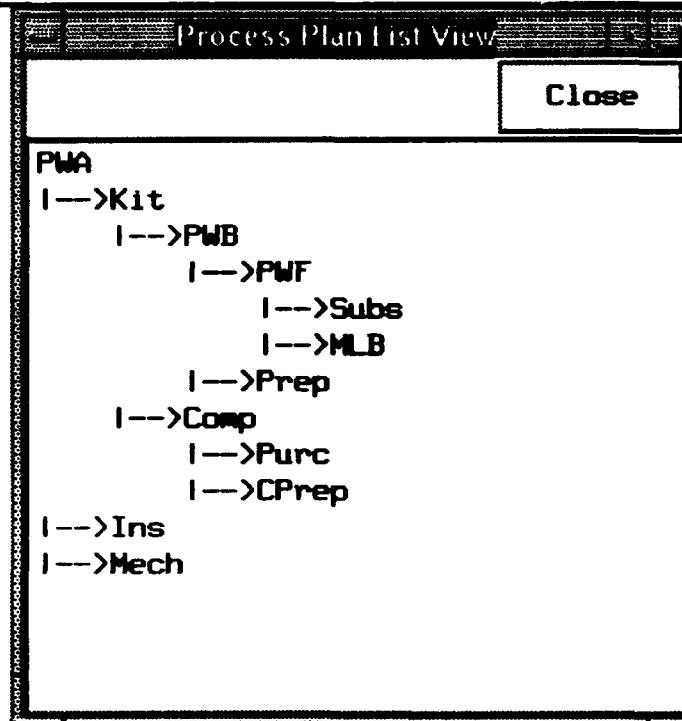 Process Plan List View
Close
PWA
|-->Kit
|-->PWB
|-->PWF
|-->Subs
|-->MLB
|-->Prep
|-->Comp
|-->Purc
|-->CPrep
|-->Ins
|-->Mech